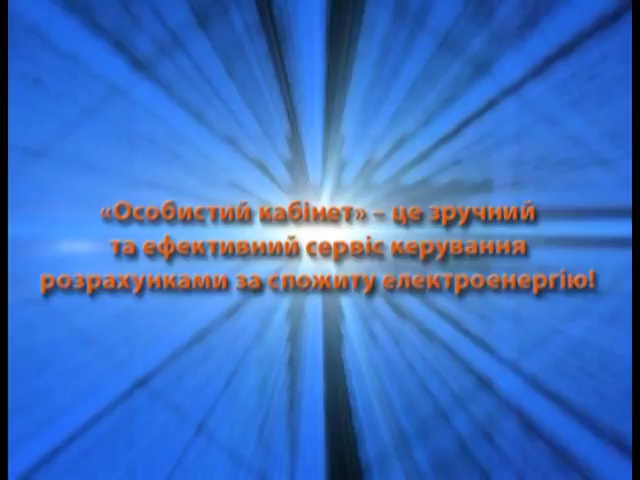 «Особистий кабінет» – це зручний
та ефективний сервіс керування
розрахунками за спожиту електроенергію!